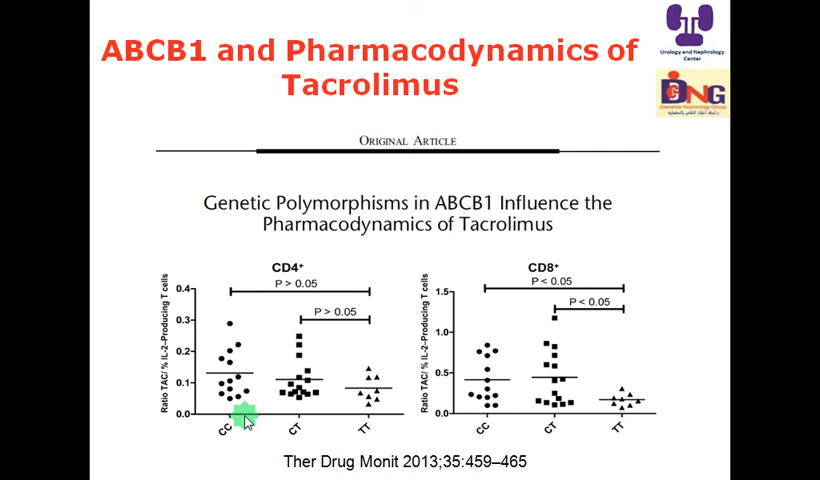 ABCB1 and Pharmacodynamics of
Tacrolimus
Urology and Nephrology
Center
ORIGINAL ARTICLE
Genetic Polymorphisms in ABCB1 Influence the
Pharmacodynamics of Tacrolimus
CD4+
P > 0.05
P > 0.05
Ratio TAC/ % IL-2–Producing T cells
0.4
0.3
0.2
0.1
0.0
CC
CT
TT
CD8+
P < 0.05
P < 0.05
Ratio TAC/ % IL-2–Producing T cells
1.5
1.0
0.5
0.0
CC
CT
TT
Ther Drug Monit 2013;35:459–465